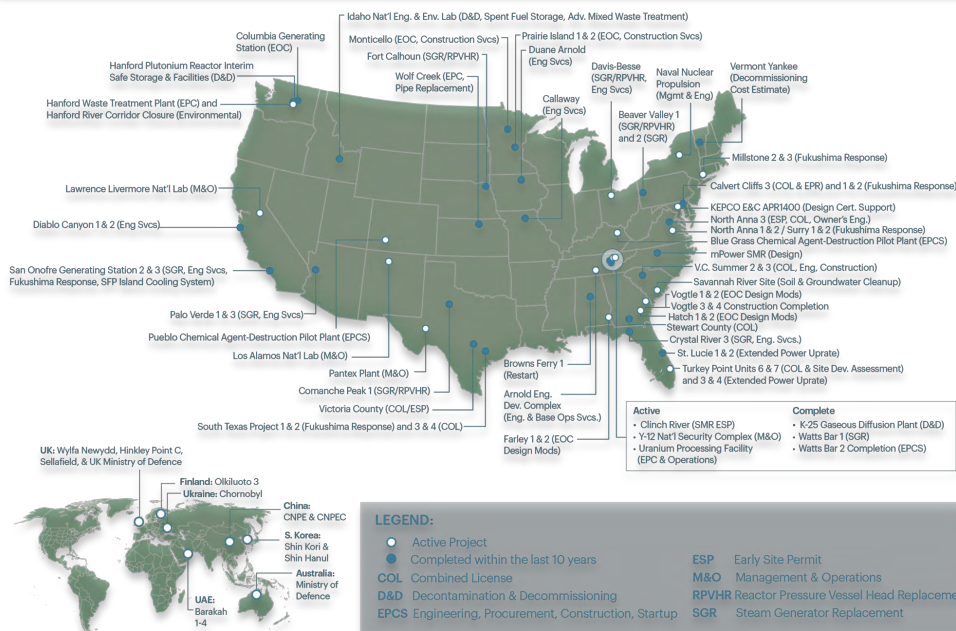 Idaho Nat'l Eng. & Env. Lab (D&D, Spent Fuel Storage, Adv. Mixed Waste Treatment)
Columbia Generating
Station (EOC)
Monticello (EOC, Construction Svcs)
Prairie Island 1 & 2 (EOC, Construction Svcs)
Fort Calhoun (SGR/RPVHR)
Duane Arnold
(Eng Svcs)
Hanford Plutonium Reactor Interim
Safe Storage & Facilities (D&D)
Wolf Creek (EPC,
Pipe Replacement)
Davis-Besse
(SGR/RPVHR,
Eng Svcs)
Naval Nuclear
Propulsion
(Mgmt & Eng)
Vermont Yankee
(Decommissioning
Cost Estimate)
Hanford Waste Treatment Plant (EPC) and
Hanford River Corridor Closure (Environmental)
Callaway
(Eng Svcs)
Beaver Valley 1
(SGR/RPVHR)
and 2 (SGR)
Millstone 2 & 3 (Fukushima Response)
Lawrence Livermore Nat'l Lab (M&O)
Calvert Cliffs 3 (COL & EPR) and 1 & 2 (Fukushima Response)
KEPCO E&C APR1400 (Design Cert. Support)
Diablo Canyon 1 & 2 (Eng Svcs)
North Anna 3 (ESP, COL, Owner's Eng.)
North Anna 1 & 2 / Surry 1 & 2 (Fukushima Response)
Blue Grass Chemical Agent-Destruction Pilot Plant (EPCS)
mPower SMR (Design)
San Onofre Generating Station 2 & 3 (SGR, Eng Svcs,
Fukushima Response, SFP Island Cooling System)
V.C. Summer 2 & 3 (COL, Eng, Construction)
Savannah River Site (Soil & Groundwater Cleanup)
Vogtle 1 & 2 (EOC Design Mods)
Vogtle 3 & 4 Construction Completion
Palo Verde 1 & 3 (SGR, Eng Svcs)
Hatch 1 & 2 (EOC Design Mods)
Stewart County (COL)
Pueblo Chemical Agent-Destruction Pilot Plant (EPCS)
Crystal River 3 (SGR, Eng. Svcs.)
Los Alamos Nat'l Lab (M&O)
St. Lucie 1 & 2 (Extended Power Uprate)
Pantex Plant (M&O)
Browns Ferry 1
(Restart)
Turkey Point Units 6 & 7 (COL & Site Dev. Assessment)
and 3 & 4 (Extended Power Uprate)
Comanche Peak 1 (SGR/RPVHR)
Arnold Eng.
Dev. Complex
(Eng. & Base Ops Svcs.)
Victoria County (COL/ESP)
South Texas Project 1 & 2 (Fukushima Response) and 3 & 4 (COL)
Farley 1 & 2 (EOC
Design Mods)
Active
• Clinch River (SMR ESP)
• Y-12 Nat'l Security Complex (M&O)
• Uranium Processing Facility
(EPC & Operations)
Complete
• K-25 Gaseous Diffusion Plant (D&D)
• Watts Bar 1 (SGR)
• Watts Bar 2 Completion (EPCS)
UK: Wylfa Newydd, Hinkley Point C,
Sellafield, & UK Ministry of Defence
Finland: Olkiluoto 3
Ukraine: Chornobyl
China:
CNPE & CNPEC
S. Korea:
Shin Kori &
Shin Hanul
Australia:
Ministry of
Defence
UAE:
Barakah
1-4
LEGEND:
Active Project
Completed within the last 10 years
COL Combined License
D&D Decontamination & Decommissioning
EPCS Engineering, Procurement, Construction, Startup
ESP Early Site Permit
M&O Management & Operations
RPVHR Reactor Pressure Vessel Head Replaceme
SGR Steam Generator Replacement